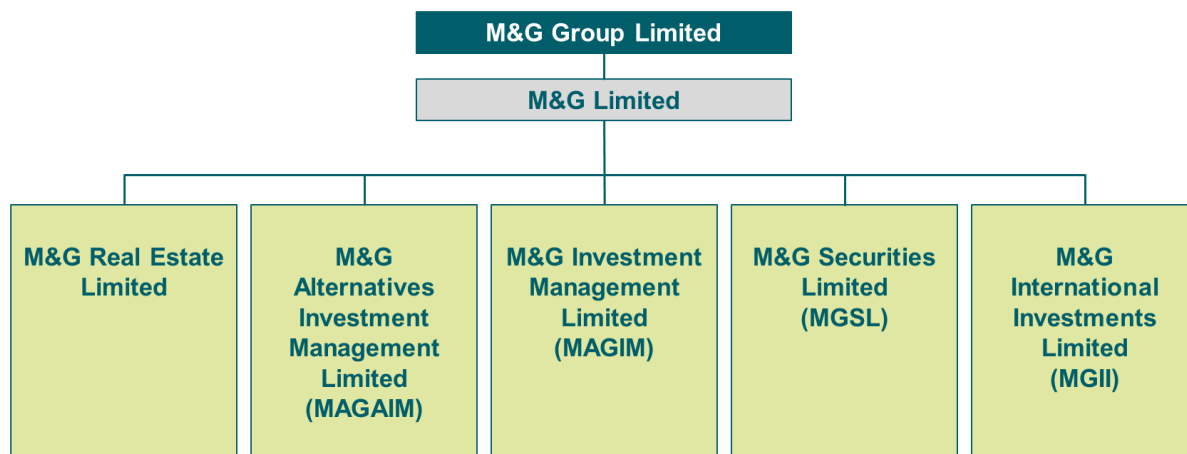 M&G Group Limited
M&G Limited
M&G Real Estate
Limited
M&G
Alternatives
Investment
Management
Limited
(MAGAIM)
M&G Investment
Management
Limited
(MAGIM)
M&G Securities
Limited
(MGSL)
M&G
International
Investments
Limited
(MGII)